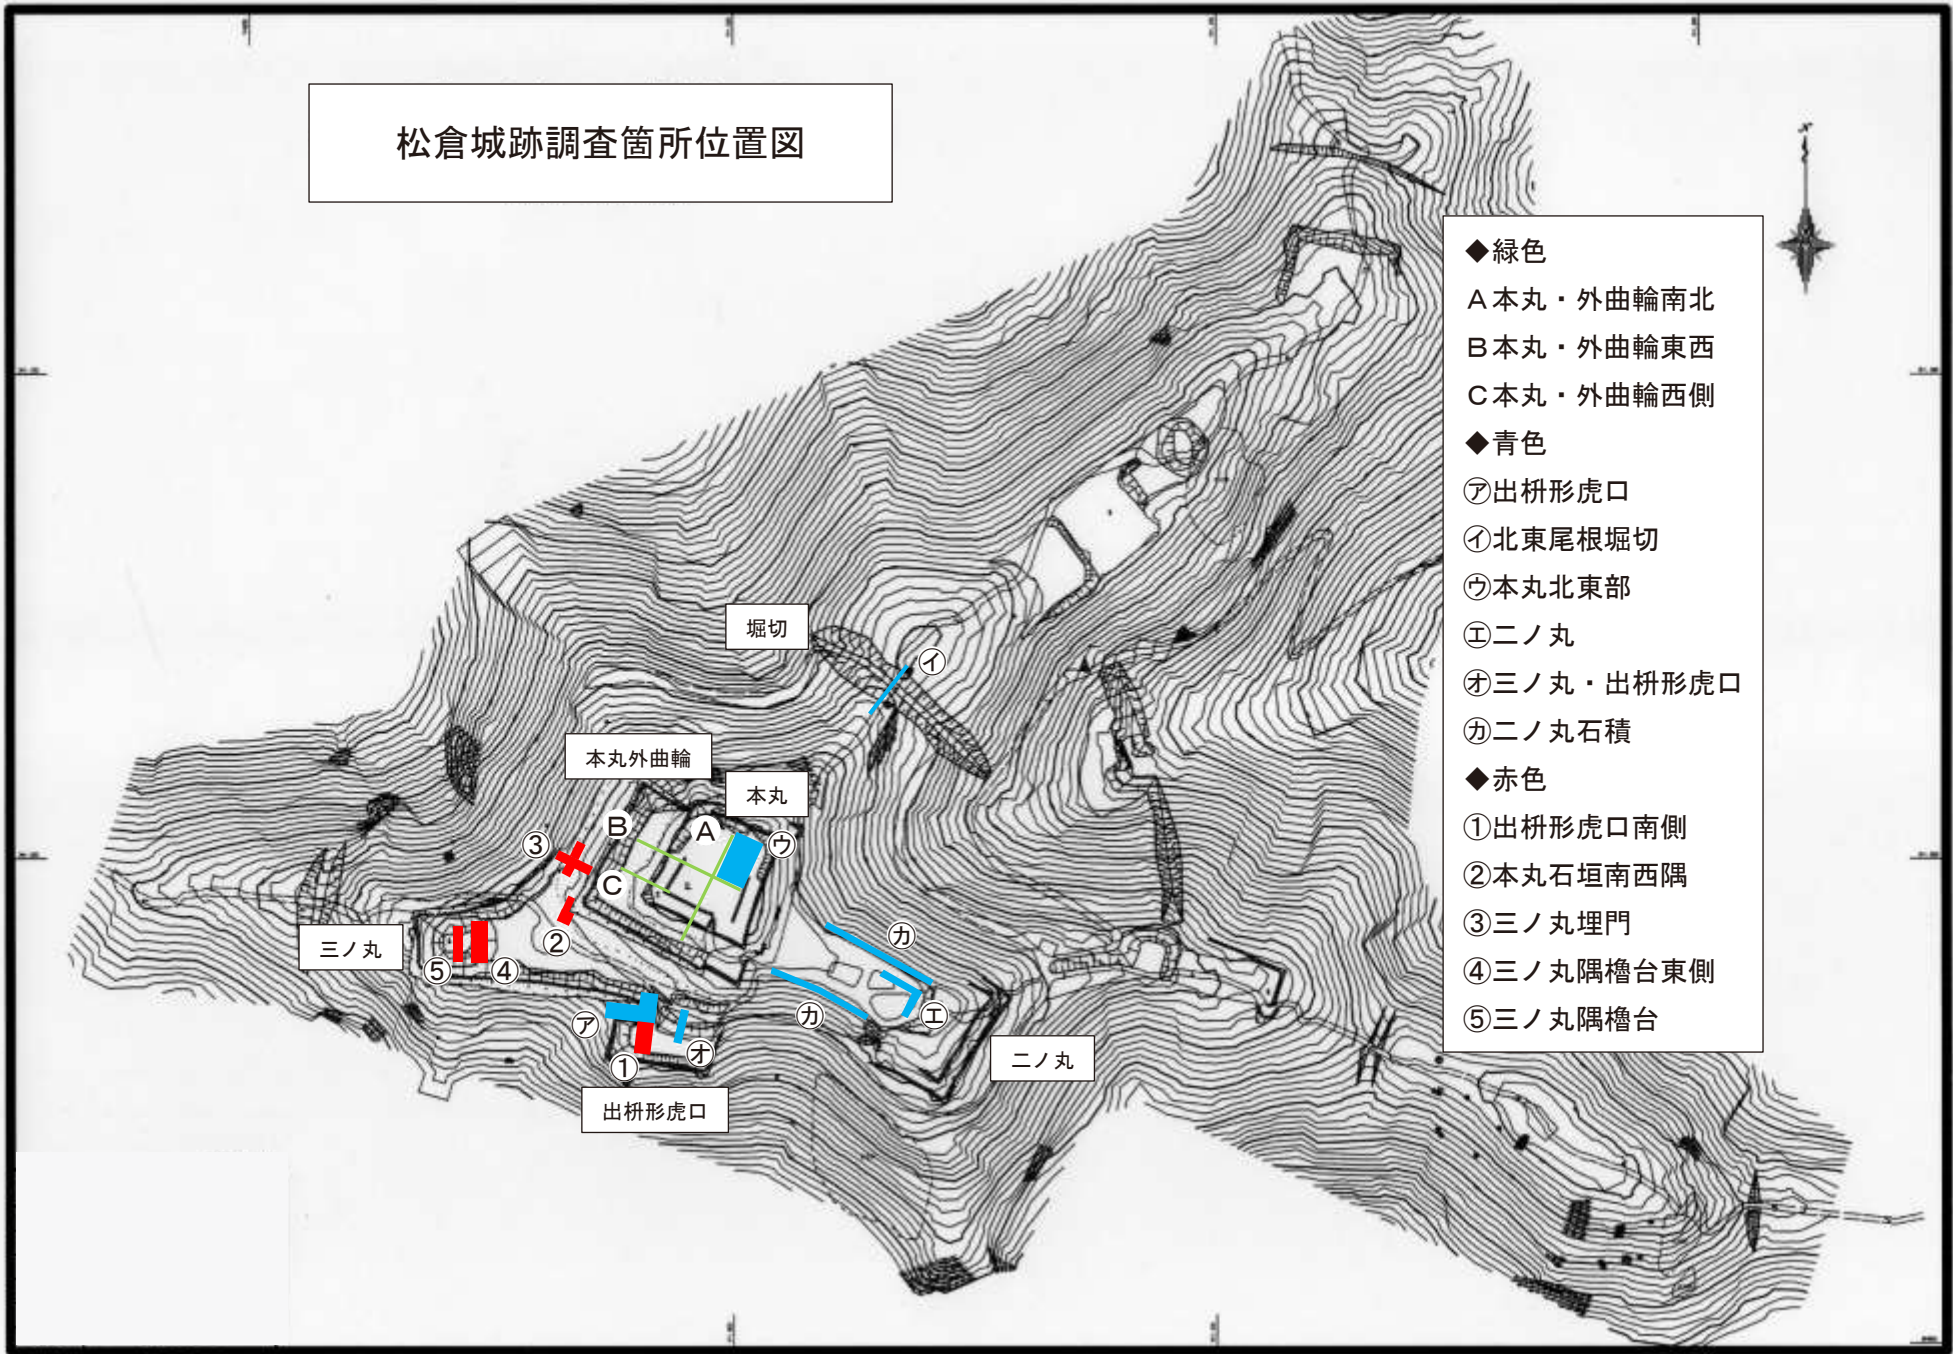 松倉城跡調査箇所位置図
◆緑色
A本丸・外曲輪南北
B本丸・外曲輪東西
C本丸・外曲輪西側
◆青色
㋐出枡形虎口
㋑北東尾根堀切
㋒本丸北東部
㋓二ノ丸
㋔三ノ丸・出枡形虎口
㋕二ノ丸石積
◆赤色
①出枡形虎口南側
②本丸石垣南西隅
③三ノ丸埋門
④三ノ丸隅櫓台東側
⑤三ノ丸隅櫓台
堀切
㋑
本丸外曲輪
本丸
B
A
③
㋒
C
②
三ノ丸
⑤
④
㋕
㋐
㋕
㋓
①
㋔
二ノ丸
出枡形虎口